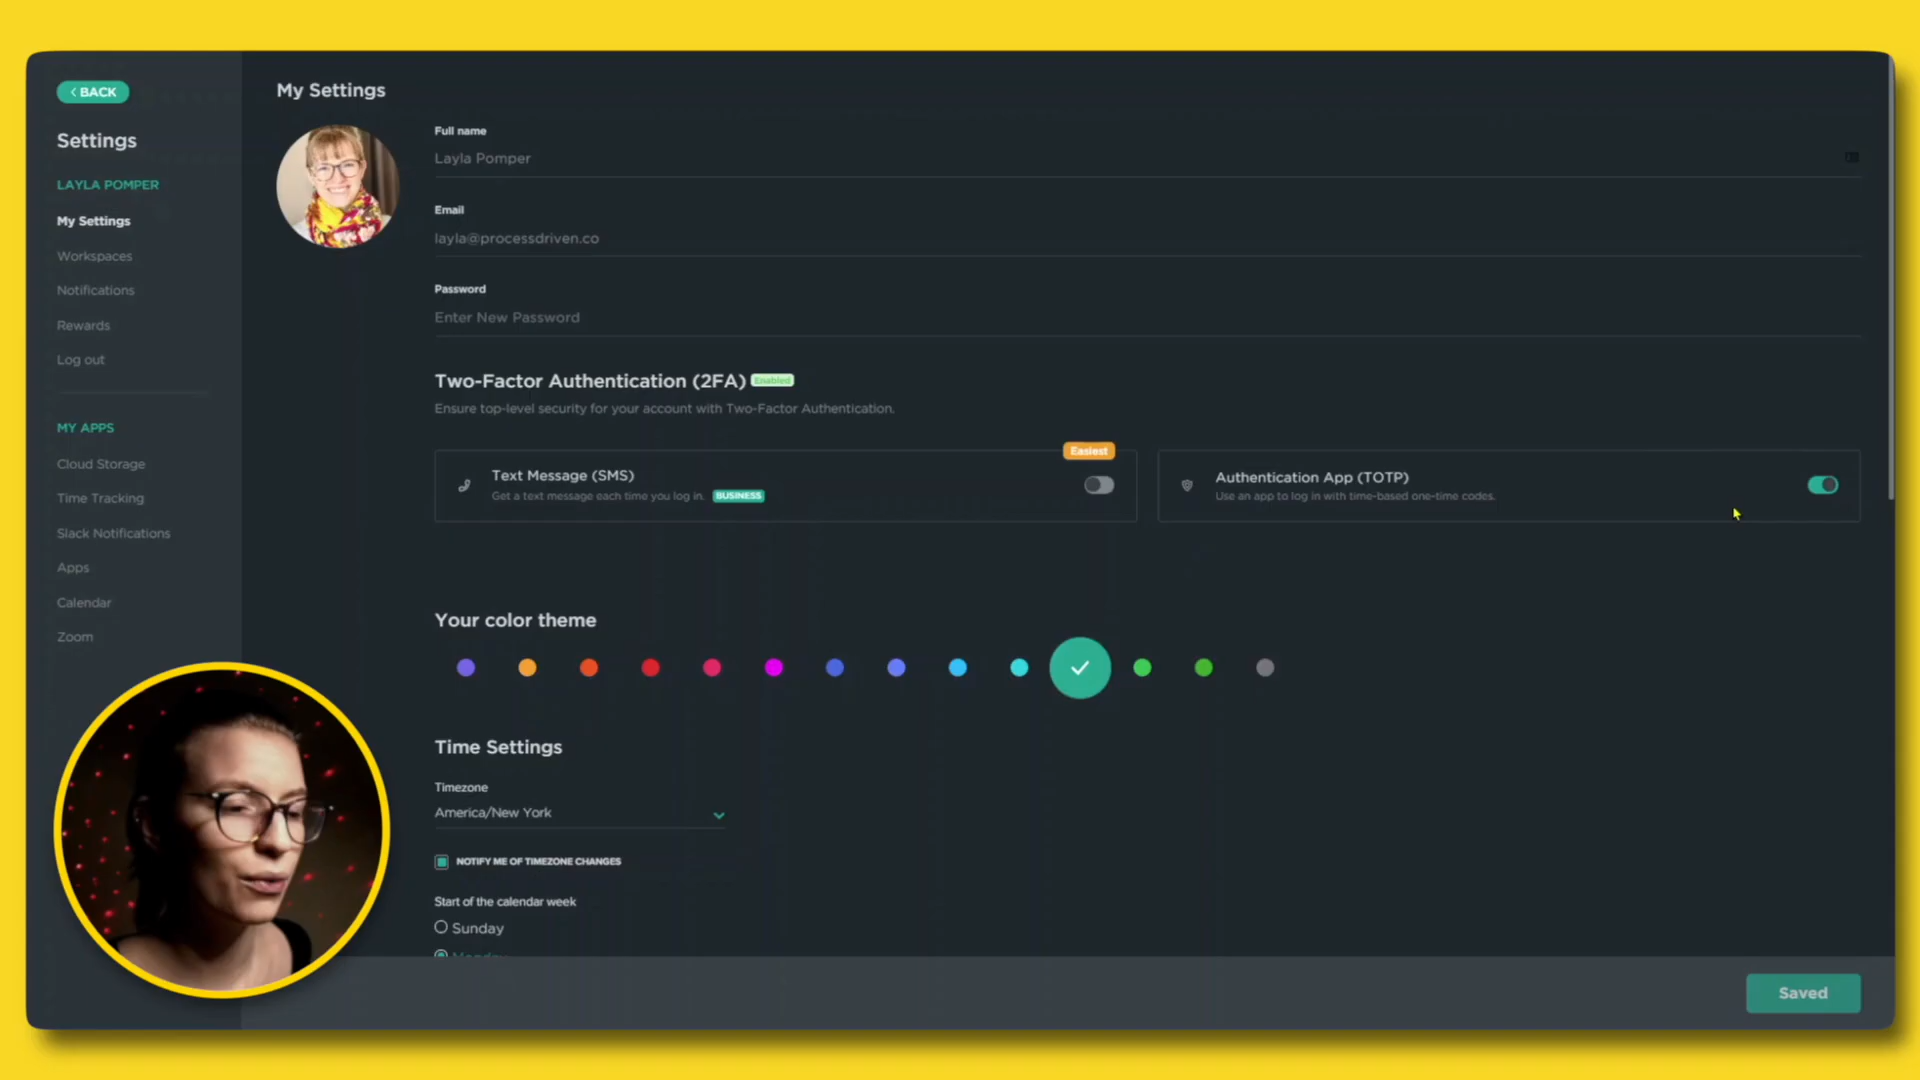 < BACK
Settings
LAYLA POMPER
My Settings
Workspaces
Notifications
Rewards
Log out
MY APPS
Cloud Storage
Time Tracking
Slack Notifications
Apps
Calendar
Zoom
My Settings
Full name
Layla Pomper
Email
layla@processdriven.co
Password
Enter New Password
Two-Factor Authentication (2FA) Enabled
Ensure top-level security for your account with Two-Factor Authentication.
Easiest
Text Message (SMS)
Get a text message each time you log in. BUSINESS
Authentication App (TOTP)
Use an app to log in with time-based one-time codes.
Your color theme
Time Settings
Timezone
America/New York
NOTIFY ME OF TIMEZONE CHANGES
Start of the calendar week
Sunday
Monday
Saved